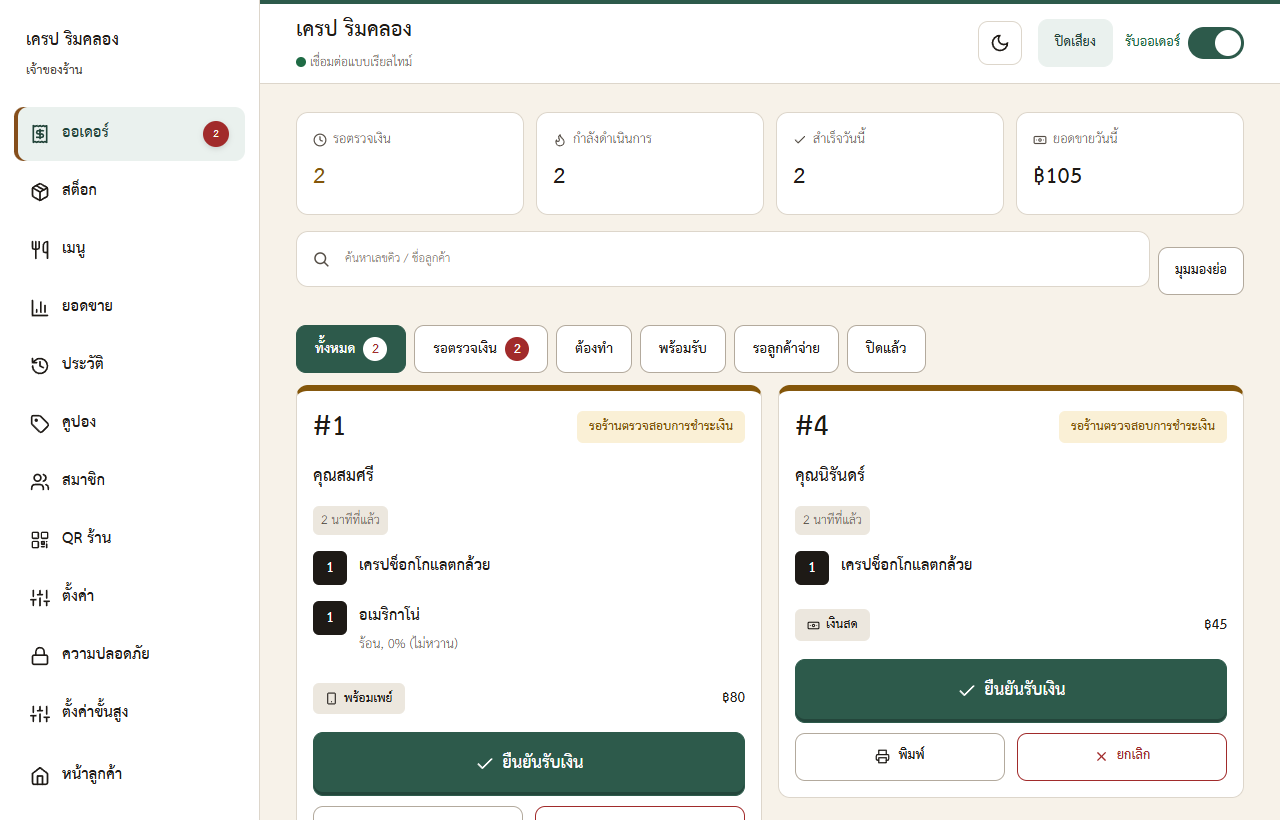 เครป ริมคลอง
เจ้าของร้าน
ออเดอร์ 2
สต็อก
เมนู
ยอดขาย
ประวัติ
คูปอง
สมาชิก
QR ร้าน
ตั้งค่า
ความปลอดภัย
ตั้งค่าขั้นสูง
หน้าลูกค้า
เครป ริมคลอง
เชื่อมต่อแบบเรียลไทม์
ปิดเสียง
รับออเดอร์
รอตรวจเงิน
2
กำลังดำเนินการ
2
สำเร็จวันนี้
2
ยอดขายวันนี้
฿105
ค้นหาเลขคิว / ชื่อลูกค้า
มุมมองย่อ
ทั้งหมด 2
รอตรวจเงิน 2
ต้องทำ
พร้อมรับ
รอลูกค้าจ่าย
ปิดแล้ว
#1
รอร้านตรวจสอบการชำระเงิน
คุณสมศรี
2 นาทีที่แล้ว
1 เครปช็อกโกแลตกล้วย
1 อเมริกาโน่
ร้อน, 0% (ไม่หวาน)
พร้อมเพย์
฿80
ยืนยันรับเงิน
#4
รอร้านตรวจสอบการชำระเงิน
คุณนิรันดร์
2 นาทีที่แล้ว
1 เครปช็อกโกแลตกล้วย
เงินสด
฿45
ยืนยันรับเงิน
พิมพ์
ยกเลิก